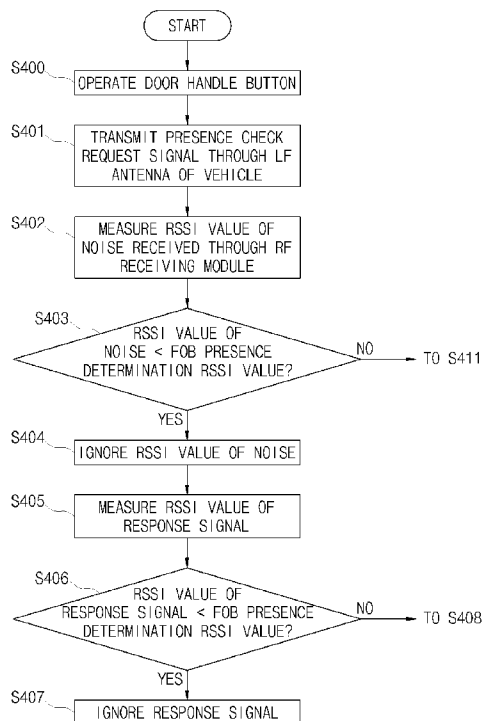 START
S400
OPERATE DOOR HANDLE BUTTON
S401
TRANSMIT PRESENCE CHECK
REQUEST SIGNAL THROUGH LF
ANTENNA OF VEHICLE
S402
MEASURE RSSI VALUE OF
NOISE RECEIVED THROUGH RF
RECEIVING MODULE
S403
RSSI VALUE OF
NOISE < FOB PRESENCE
DETERMINATION RSSI VALUE?
NO
TO S411
YES
S404
IGNORE RSSI VALUE OF NOISE
S405
MEASURE RSSI VALUE OF
RESPONSE SIGNAL
S406
RSSI VALUE OF
RESPONSE SIGNAL < FOB PRESENCE
DETERMINATION RSSI VALUE?
NO
TO S408
YES
S407
IGNORE RESPONSE SIGNAL